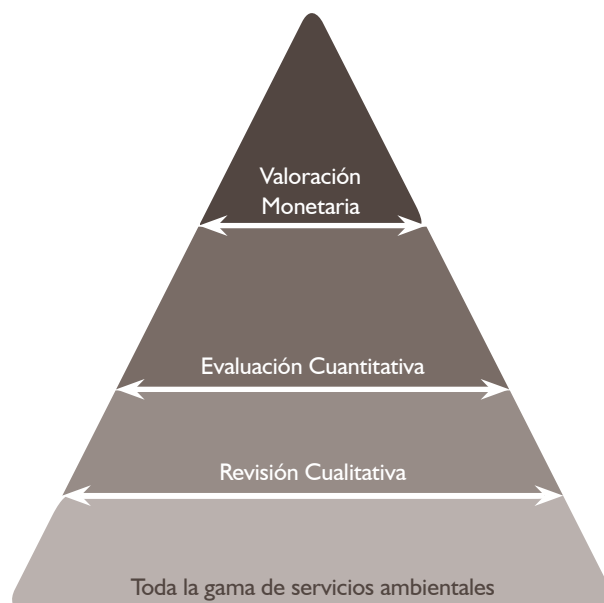 Valoración
Monetaria
Evaluación Cuantitativa
Revisión Cualitativa
Toda la gama de servicios ambientales